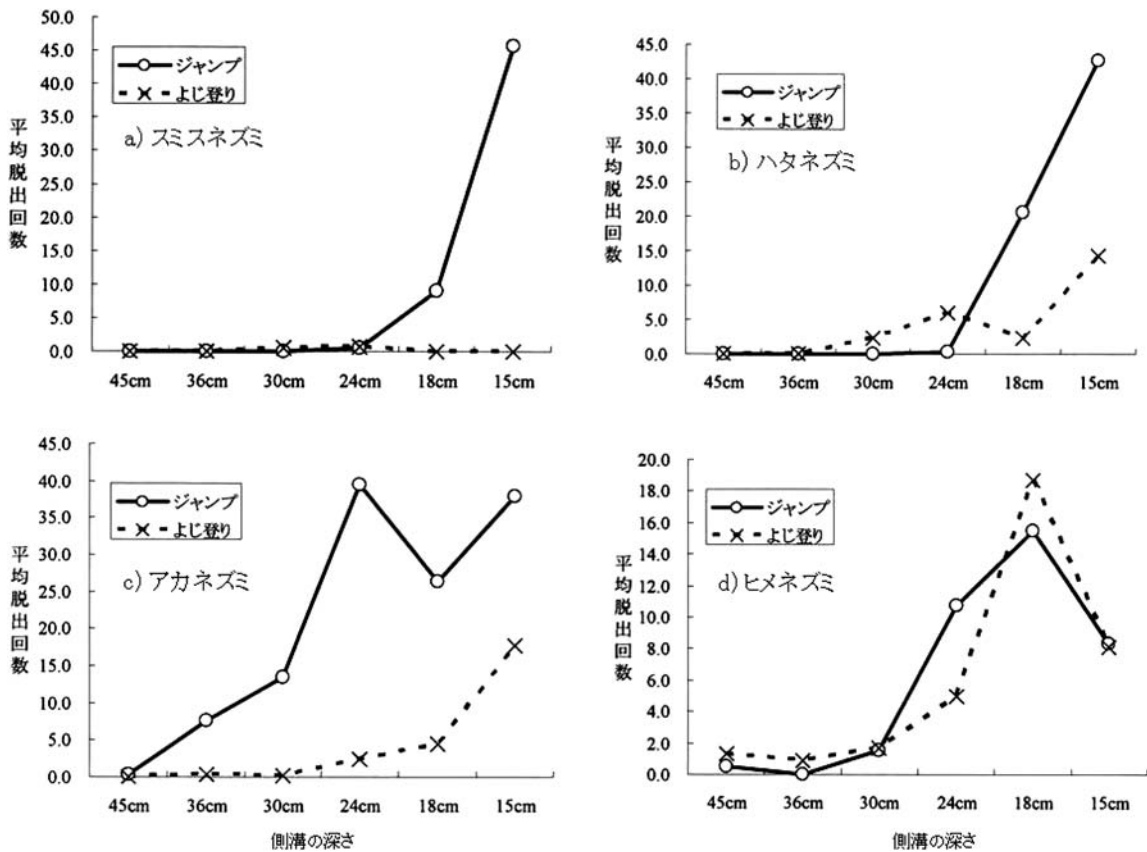 50.0
45.0
40.0
35.0
30.0
25.0
20.0
15.0
10.0
5.0
0.0
平均脱出回数
ジャンプ
よじ登り
a) スミスネズミ
45cm 36cm 30cm 24cm 18cm 15cm
45.0
40.0
35.0
30.0
25.0
20.0
15.0
10.0
5.0
0.0
平均脱出回数
ジャンプ
よじ登り
b) ハタネズミ
45cm 36cm 30cm 24cm 18cm 15cm
45.0
40.0
35.0
30.0
25.0
20.0
15.0
10.0
5.0
0.0
平均脱出回数
ジャンプ
よじ登り
c) アカネズミ
45cm 36cm 30cm 24cm 18cm 15cm
側溝の深さ
20.0
18.0
16.0
14.0
12.0
10.0
8.0
6.0
4.0
2.0
0.0
平均脱出回数
ジャンプ
よじ登り
d) ヒメネズミ
45cm 36cm 30cm 24cm 18cm 15cm
側溝の深さ